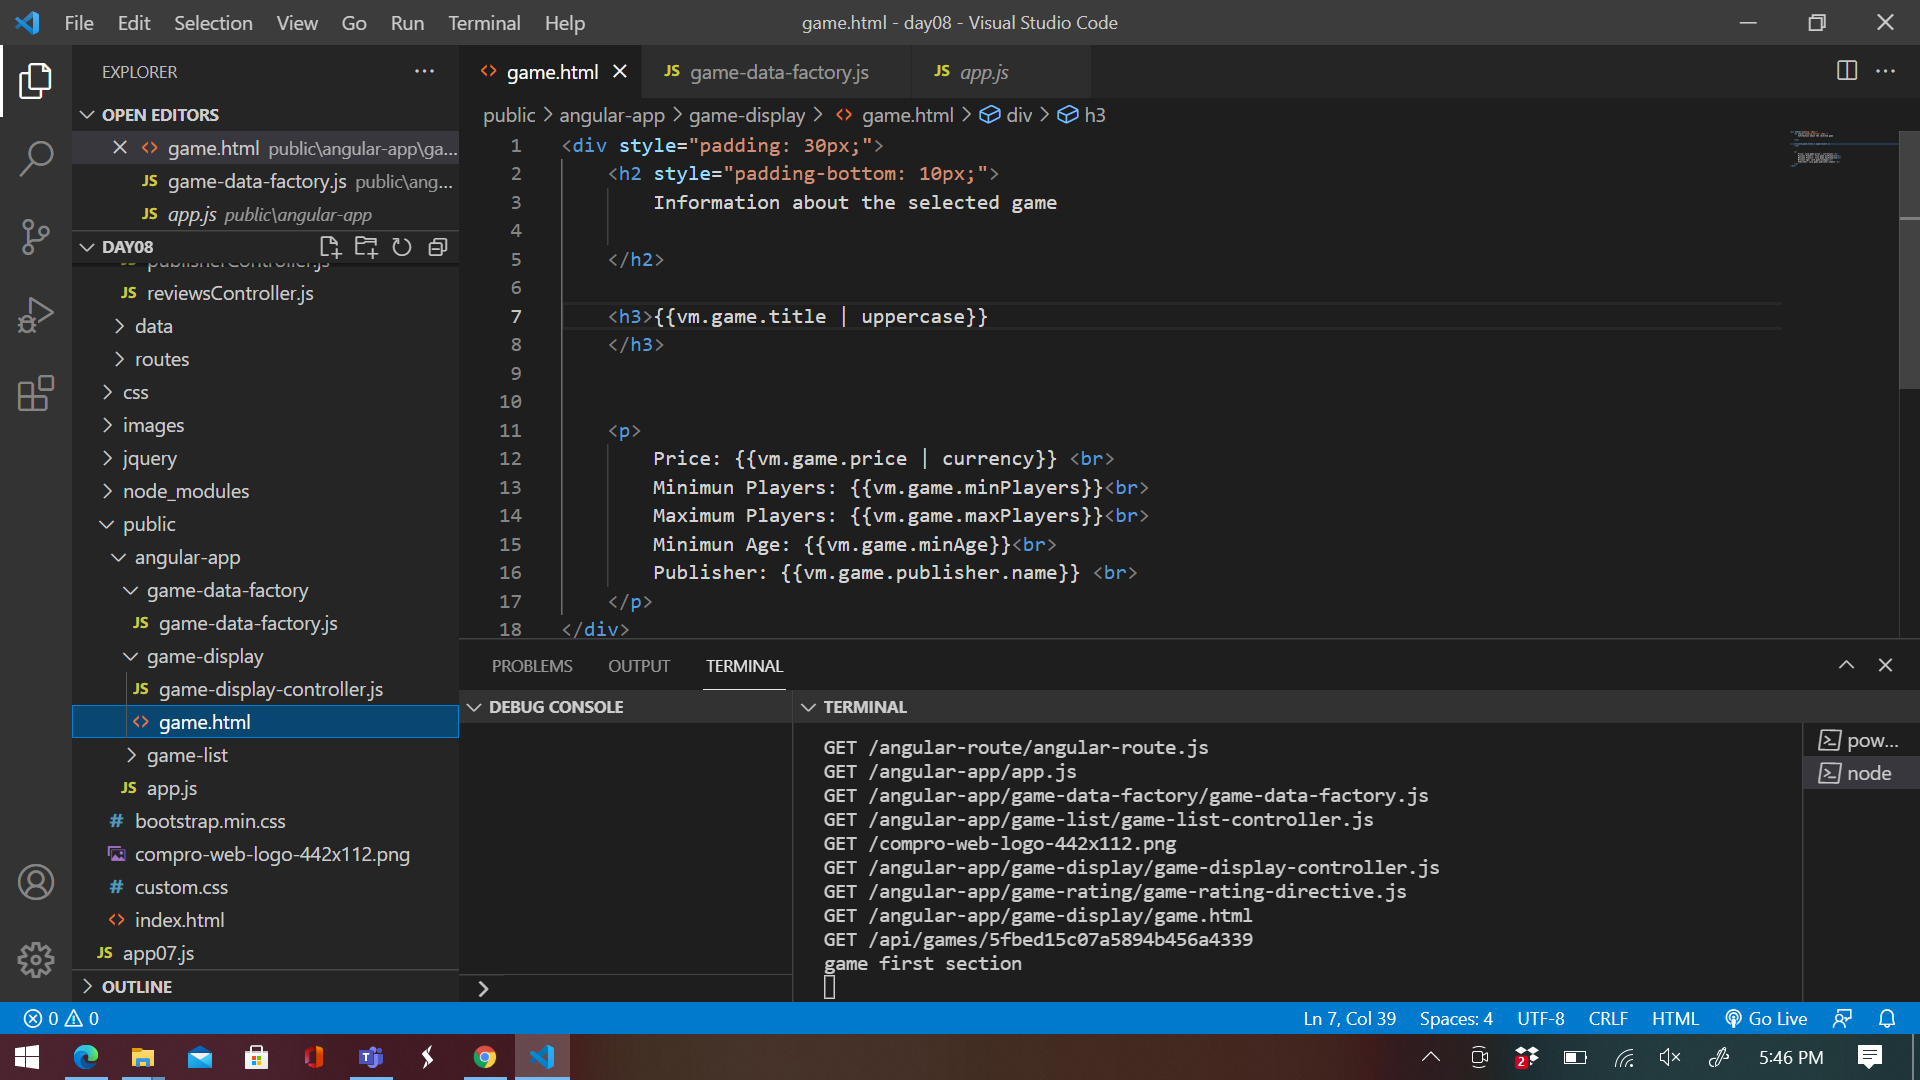 File Edit Selection View Go Run Terminal Help
game.html - day08 - Visual Studio Code
EXPLORER
OPEN EDITORS
game.html public\angular-app\ga...
JS game-data-factory.js public\ang...
JS app.js public\angular-app
DAY08
publisherController.js
JS reviewsController.js
data
routes
css
images
jquery
node_modules
public
angular-app
game-data-factory
JS game-data-factory.js
game-display
JS game-display-controller.js
game.html
game-list
JS app.js
# bootstrap.min.css
compro-web-logo-442x112.png
# custom.css
index.html
JS app07.js
OUTLINE
game.html
JS game-data-factory.js
JS app.js
public > angular-app > game-display > game.html > div > h3
1 <div style="padding: 30px;">
2 <h2 style="padding-bottom: 10px;">
3 Information about the selected game
4
5 </h2>
6
7 <h3>{{vm.game.title | uppercase}}
8 </h3>
9
10
11 <p>
12 Price: {{vm.game.price | currency}} <br>
13 Minimun Players: {{vm.game.minPlayers}}<br>
14 Maximum Players: {{vm.game.maxPlayers}}<br>
15 Minimun Age: {{vm.game.minAge}}<br>
16 Publisher: {{vm.game.publisher.name}} <br>
17 </p>
18 </div>
PROBLEMS OUTPUT TERMINAL
DEBUG CONSOLE
TERMINAL
GET /angular-route/angular-route.js
GET /angular-app/app.js
GET /angular-app/game-data-factory/game-data-factory.js
GET /angular-app/game-list/game-list-controller.js
GET /compro-web-logo-442x112.png
GET /angular-app/game-display/game-display-controller.js
GET /angular-app/game-rating/game-rating-directive.js
GET /angular-app/game-display/game.html
GET /api/games/5fbed15c07a5894b456a4339
game first section
pow...
node
0 0
Ln 7, Col 39 Spaces: 4 UTF-8 CRLF HTML Go Live
2
5:46 PM